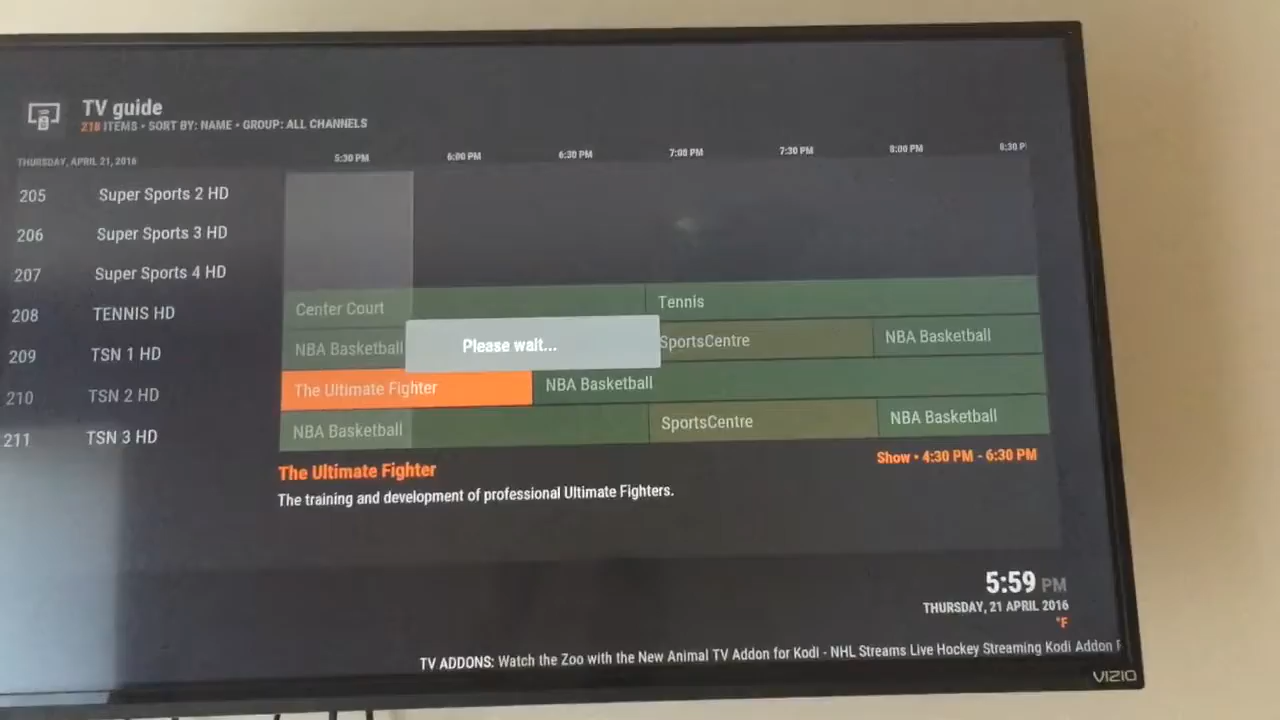 TV guide
218 ITEMS • SORT BY: NAME • GROUP: ALL CHANNELS
THURSDAY, APRIL 21, 2016 5:30 PM 6:00 PM 6:30 PM 7:00 PM 7:30 PM 8:00 PM 8:30 P
205 Super Sports 2 HD
206 Super Sports 3 HD
207 Super Sports 4 HD
208 TENNIS HD Center Court Tennis
209 TSN 1 HD NBA Basketball SportsCentre NBA Basketball
Please wait...
210 TSN 2 HD The Ultimate Fighter NBA Basketball
211 TSN 3 HD NBA Basketball SportsCentre NBA Basketball
The Ultimate Fighter Show • 4:30 PM - 6:30 PM
The training and development of professional Ultimate Fighters.
5:59 PM
THURSDAY, 21 APRIL 2016
°F
TV ADDONS: Watch the Zoo with the New Animal TV Addon for Kodi - NHL Streams Live Hockey Streaming Kodi Addon
VIZIO